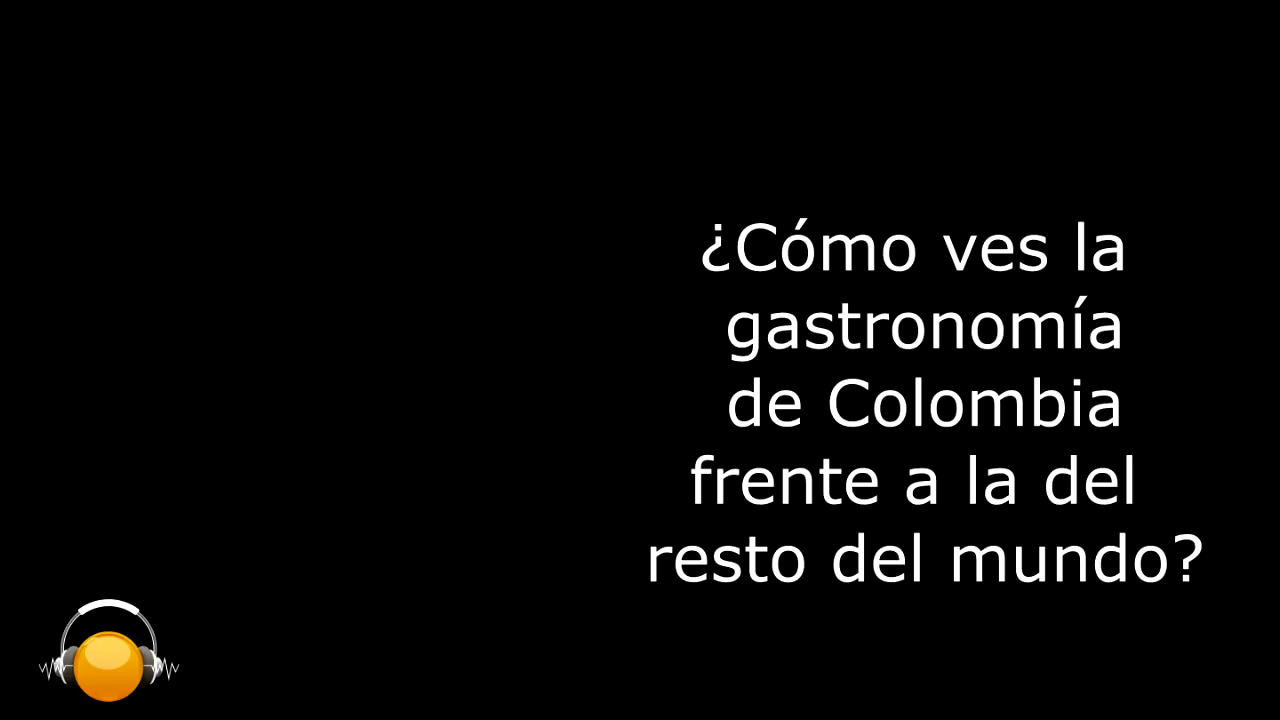 ¿Cómo ves la
gastronomía
de Colombia
frente a la del
resto del mundo?